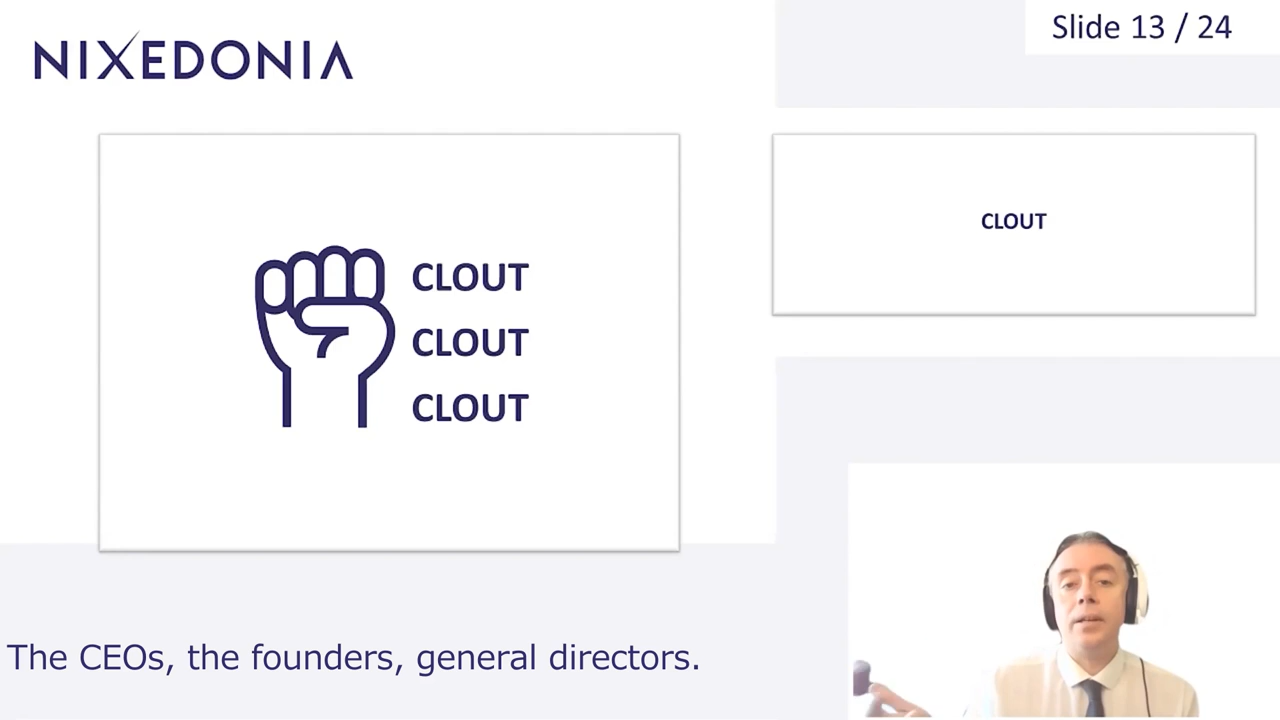 NIXEDONIA
Slide 13 / 24
CLOUT
CLOUT
CLOUT
CLOUT
The CEOs, the founders, general directors.